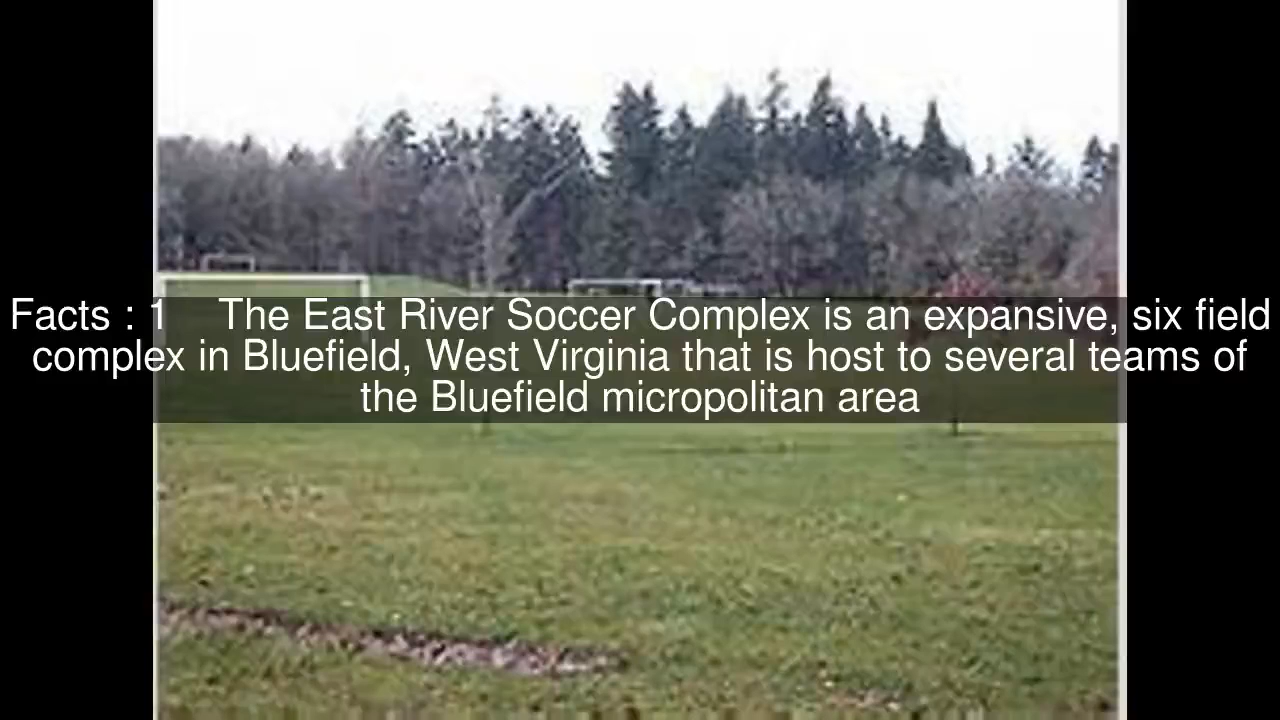 Facts : 1 The East River Soccer Complex is an expansive, six field
complex in Bluefield, West Virginia that is host to several teams of
the Bluefield micropolitan area